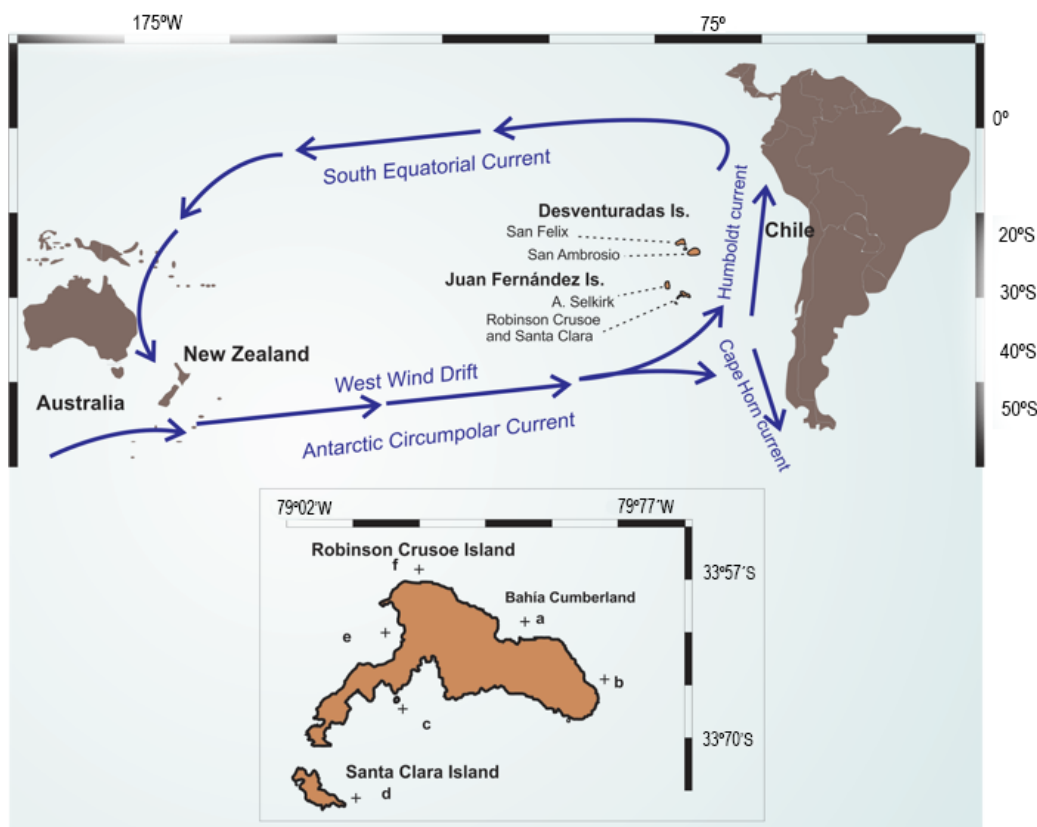 175ºW
75º
0º
South Equatorial Current
Desventuradas Is.
San Felix
San Ambrosio
Humboldt current
Chile
20ºS
Juan Fernández Is.
A. Selkirk
Robinson Crusoe
and Santa Clara
30ºS
New Zealand
40ºS
West Wind Drift
Cape Horn current
Australia
50ºS
Antarctic Circumpolar Current
79º02'W
79º77´W
Robinson Crusoe Island
33º57´S
f
Bahía Cumberland
a
e
b
c
33º70´S
Santa Clara Island
d